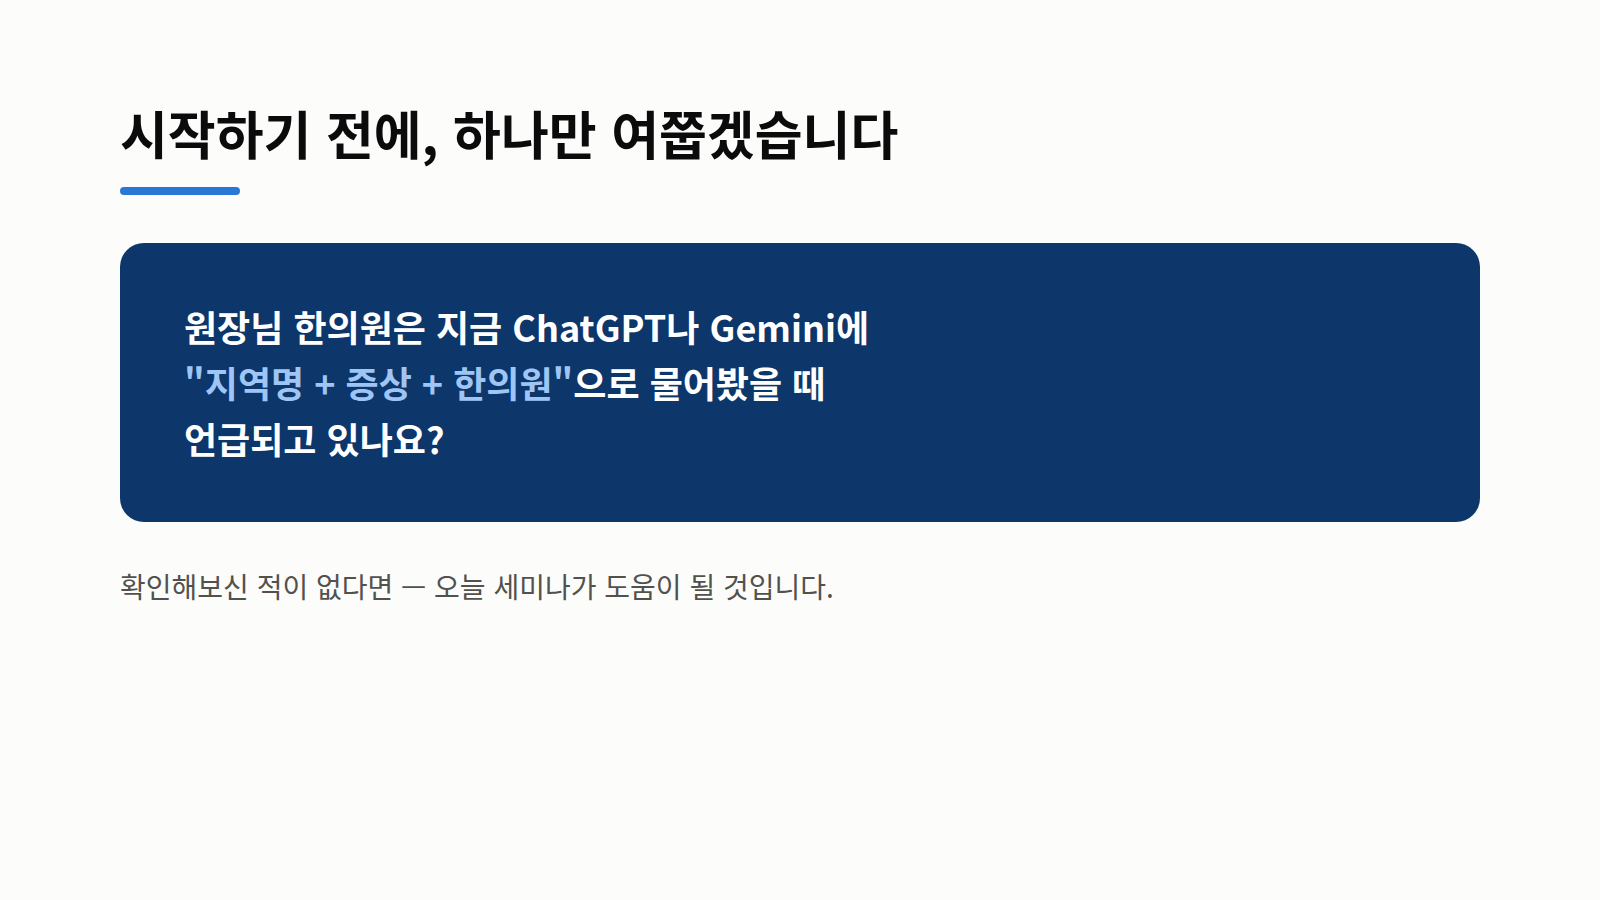 시작하기 전에, 하나만 여쭙겠습니다
원장님 한의원은 지금 ChatGPT나 Gemini에
"지역명 + 증상 + 한의원"으로 물어봤을 때
언급되고 있나요?
확인해보신 적이 없다면 — 오늘 세미나가 도움이 될 것입니다.